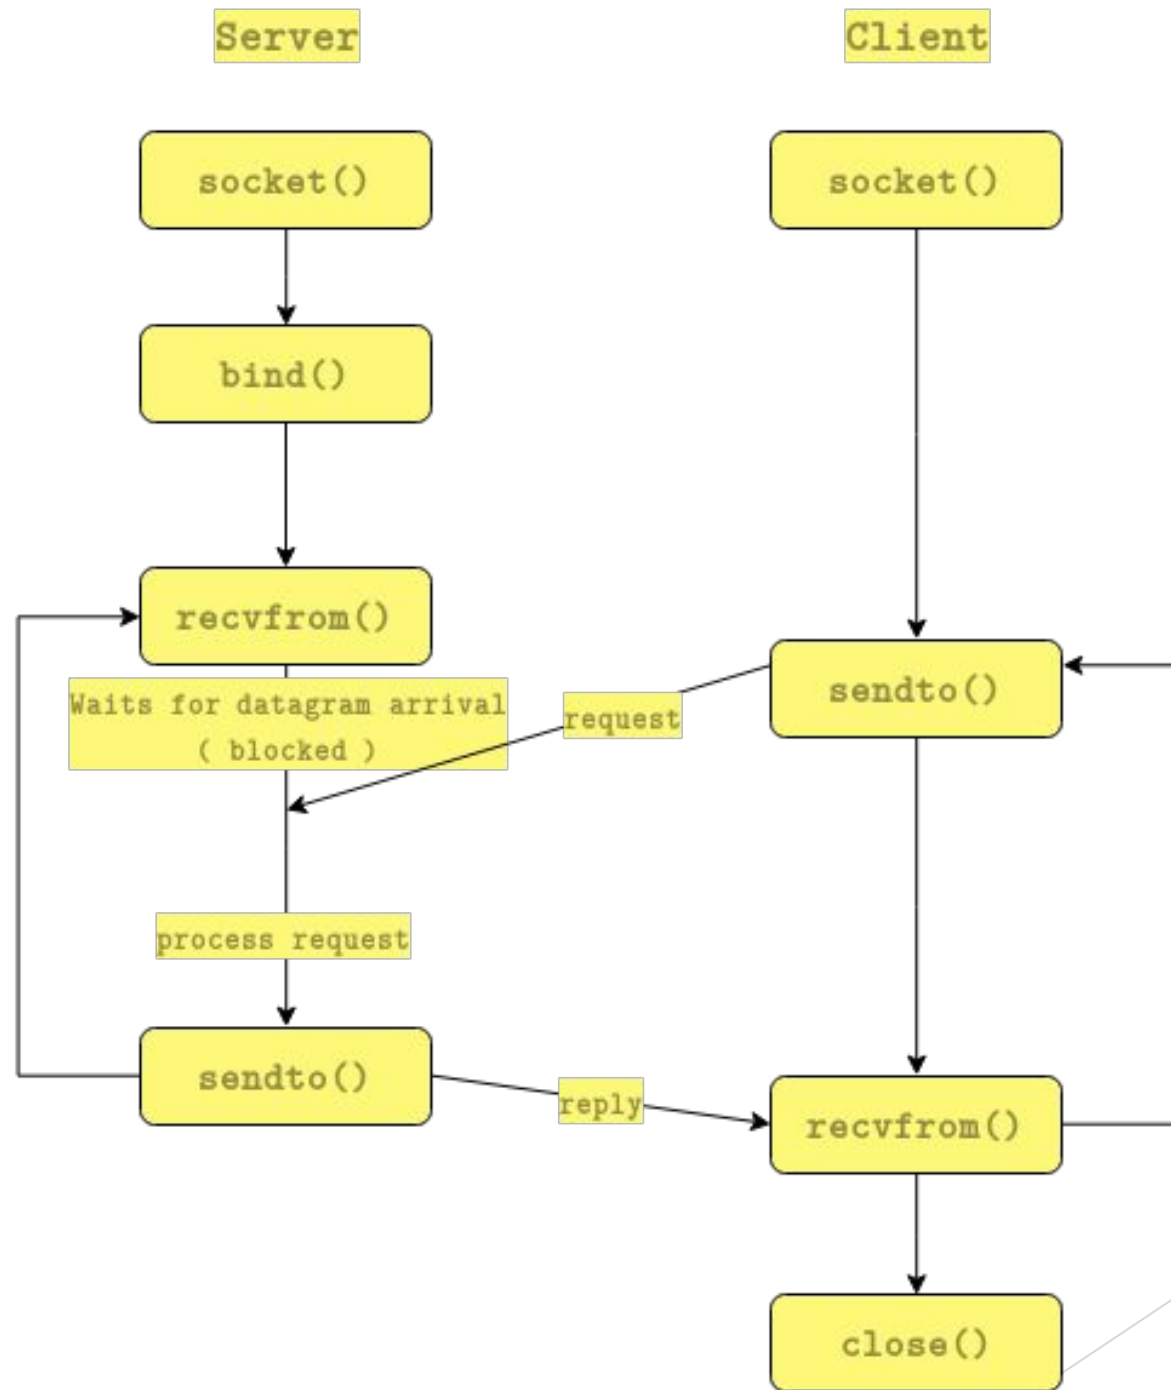 Server
Client
socket()
socket()
bind()
recvfrom()
Waits for datagram arrival
( blocked )
request
sendto()
process request
sendto()
reply
recvfrom()
close()